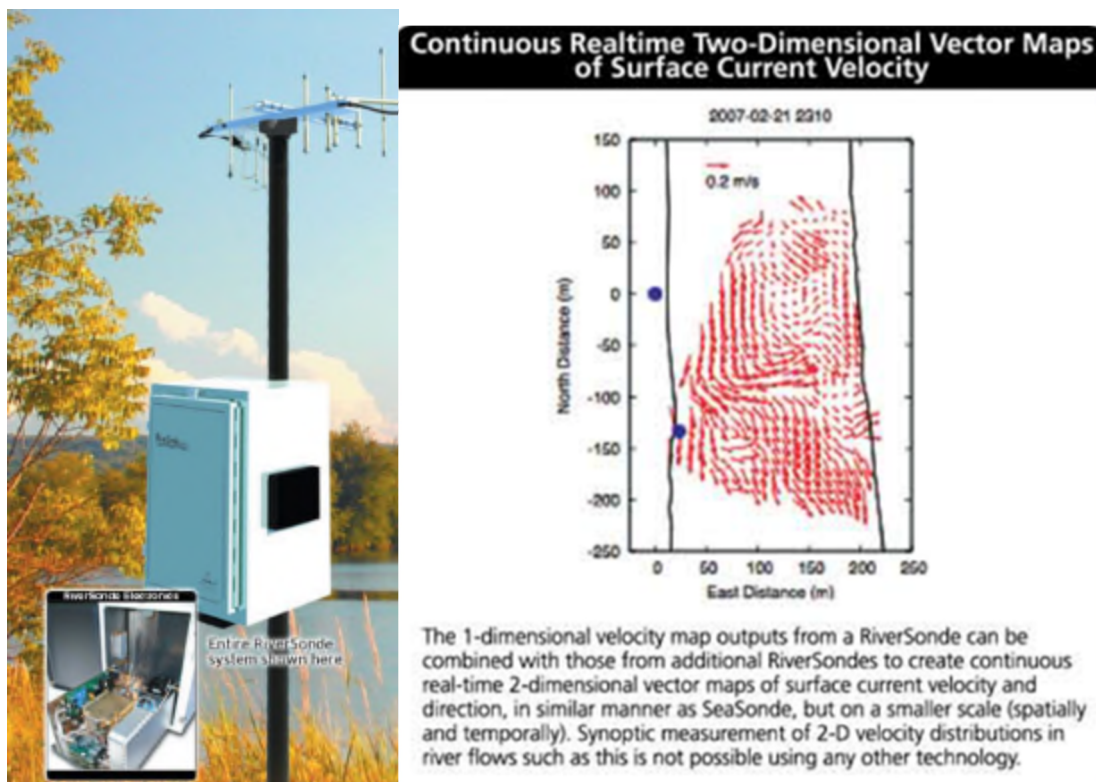 Continuous Realtime Two-Dimensional Vector Maps
of Surface Current Velocity
2007-02-21 2310
150
100
50
0
-50
-100
-150
-200
-250
0.2 m/s
North Distance (m)
0 50 100 150 200 250
East Distance (m)
RiverSonde Electronics
Entire RiverSonde
system shown here
The 1-dimensional velocity map outputs from a RiverSonde can be
combined with those from additional RiverSondes to create continuous
real-time 2-dimensional vector maps of surface current velocity and
direction, in similar manner as SeaSonde, but on a smaller scale (spatially
and temporally). Synoptic measurement of 2-D velocity distributions in
river flows such as this is not possible using any other technology.